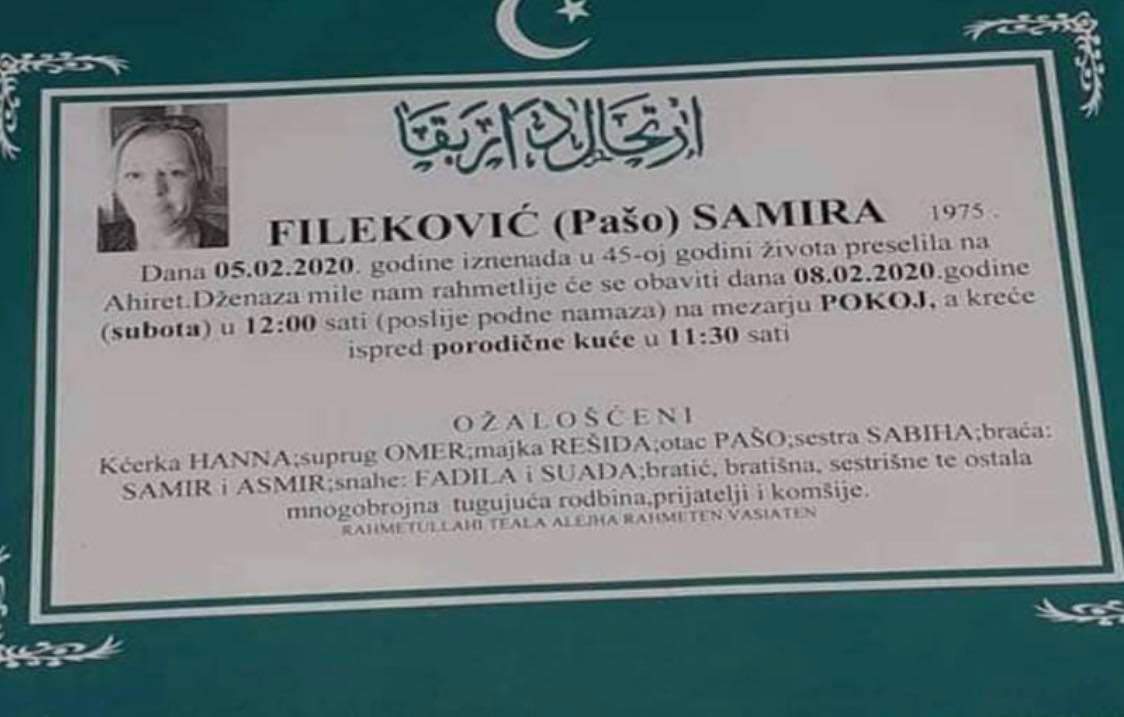 ارتحال دار بقا
FILEKOVIĆ (Pašo) SAMIRA 1975 .
Dana 05.02.2020. godine iznenada u 45-oj godini života preselila na
Ahiret.Dženaza mile nam rahmetlije će se obaviti dana 08.02.2020.godine
(subota) u 12:00 sati (poslije podne namaza) na mezarju POKOJ, a kreće
ispred porodične kuće u 11:30 sati
OŽALOŠĆENI
Kćerka HANNA;suprug OMER;majka REŠIDA;otac PAŠO;sestra SABIHA;braća:
SAMIR i ASMIR;snahe: FADILA i SUADA;bratić, bratišna, sestrišne te ostala
mnogobrojna tugujuća rodbina,prijatelji i komšije.
RAHMETULLAHI TEALA ALEJHA RAHMETEN VASIATEN